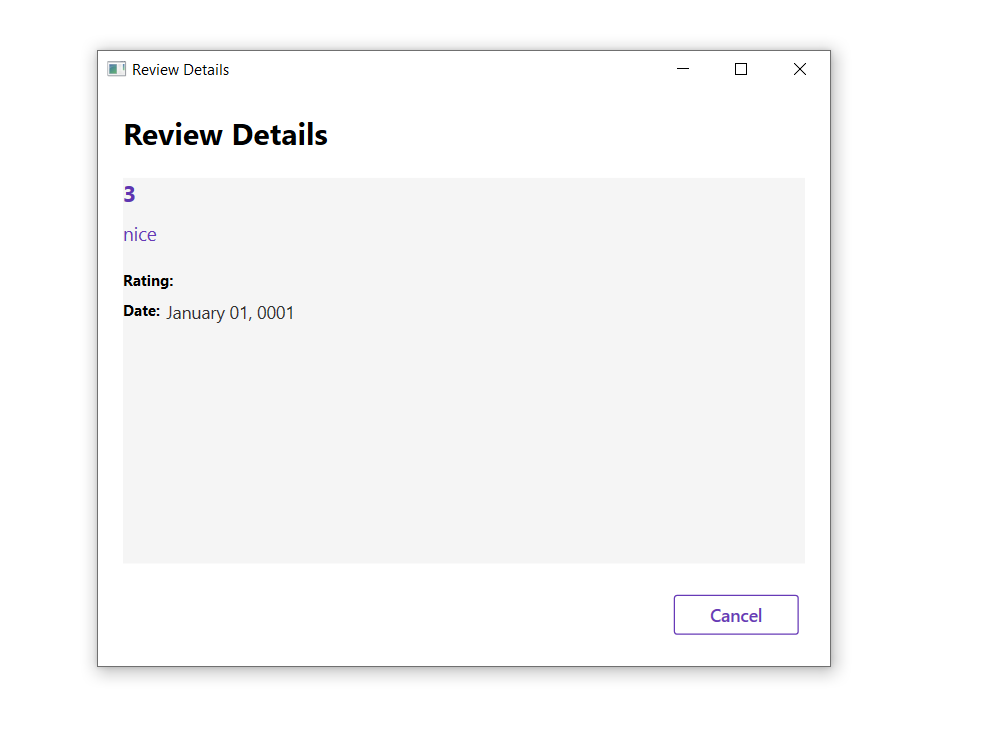 Review Details
Review Details
3
nice
Rating:
Date: January 01, 0001
Cancel